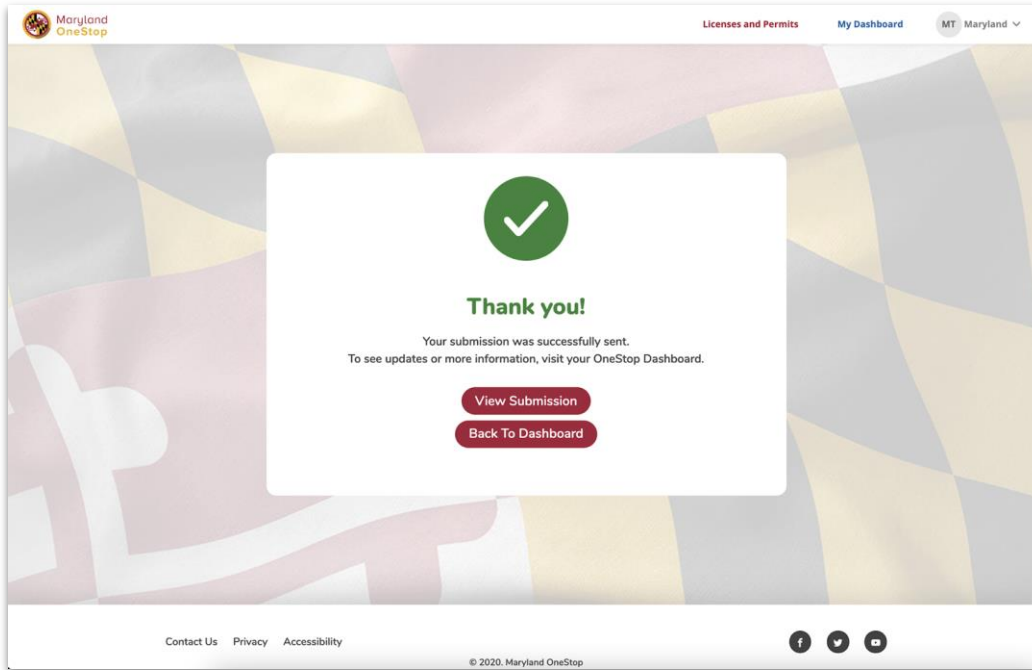 Maryland
OneStop
Licenses and Permits
My Dashboard
MT Maryland
Thank you!
Your submission was successfully sent.
To see updates or more information, visit your OneStop Dashboard.
View Submission
Back To Dashboard
Contact Us Privacy Accessibility
© 2020. Maryland OneStop